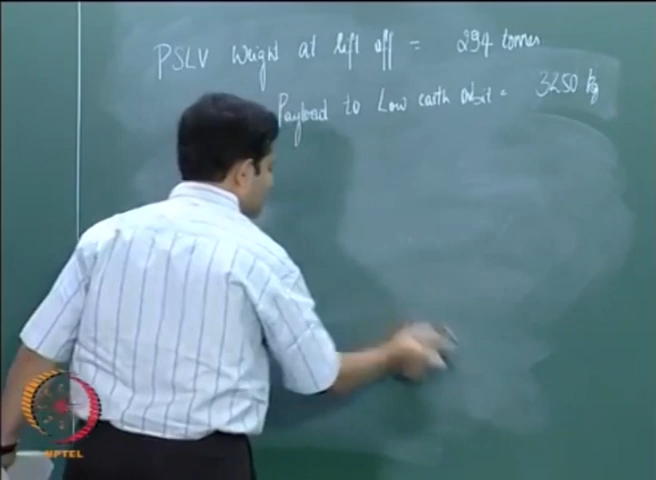 PSLV Weight at lift off = 294 tonnes
Payload to Low earth orbit = 3250 kg
NPTEL